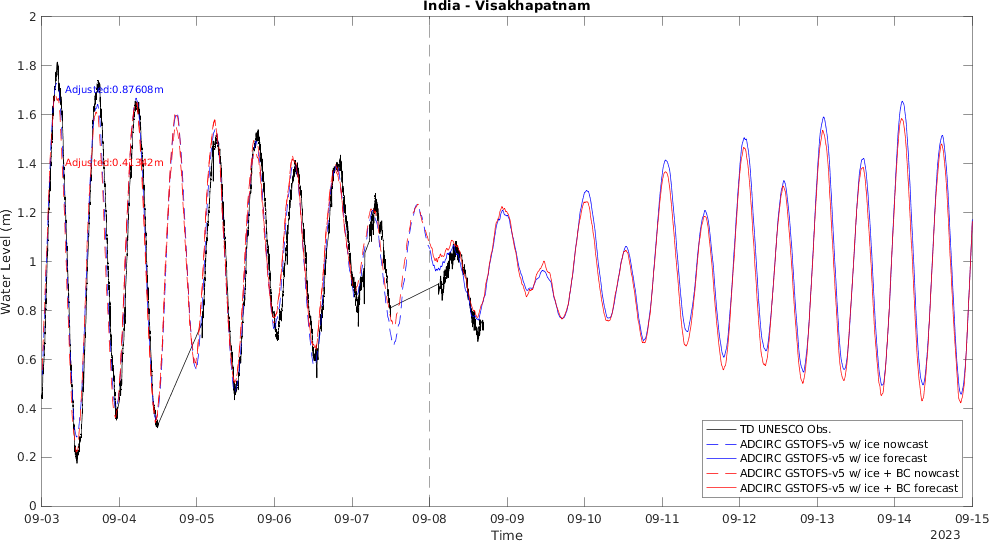 India - Visakhapatnam
2
1.8
1.6
1.4
1.2
1
0.8
0.6
0.4
0.2
0
Water Level (m)
Adjusted:0.87608m
Adjusted:0.41342m
TD UNESCO Obs.
ADCIRC GSTOFS-v5 w/ ice nowcast
ADCIRC GSTOFS-v5 w/ ice forecast
ADCIRC GSTOFS-v5 w/ ice + BC nowcast
ADCIRC GSTOFS-v5 w/ ice + BC forecast
09-03 09-04 09-05 09-06 09-07 09-08 09-09 09-10 09-11 09-12 09-13 09-14 09-15
Time
2023